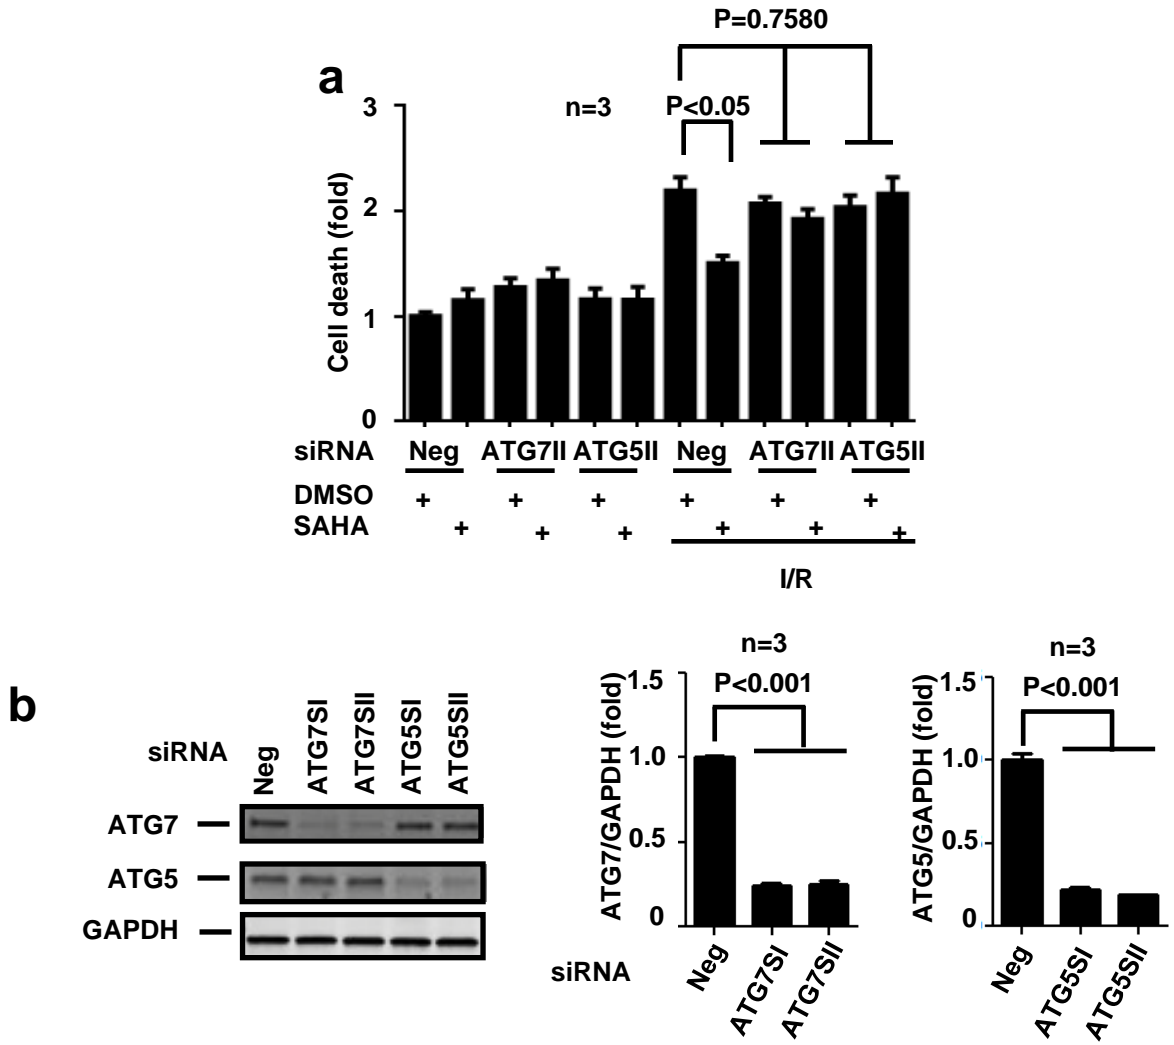 P=0.7580
a
n=3 P<0.05
3
2
1
0
Cell death (fold)
siRNA Neg ATG7II ATG5II Neg ATG7II ATG5II
DMSO + + + + + +
SAHA + + + + + +
I/R
b
siRNA Neg ATG7SI ATG7SII ATG5SI ATG5SII
ATG7
ATG5
GAPDH
n=3
P<0.001
1.5
1.0
0.5
0
ATG7/GAPDH (fold)
siRNA Neg ATG7SI ATG7SII
n=3
P<0.001
1.5
1.0
0.5
0
ATG5/GAPDH (fold)
Neg ATG5SI ATG5SII